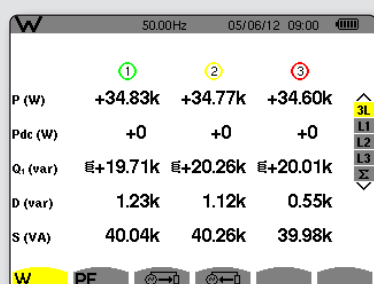 W 50.00Hz 05/06/12 09:00
1 2 3
P (W) +34.83k +34.77k +34.60k
3L
Pdc (W) +0 +0 +0
L1
L2
Q₁ (var) +19.71k +20.26k +20.01k
L3
Σ
D (var) 1.23k 1.12k 0.55k
S (VA) 40.04k 40.26k 39.98k
W PF